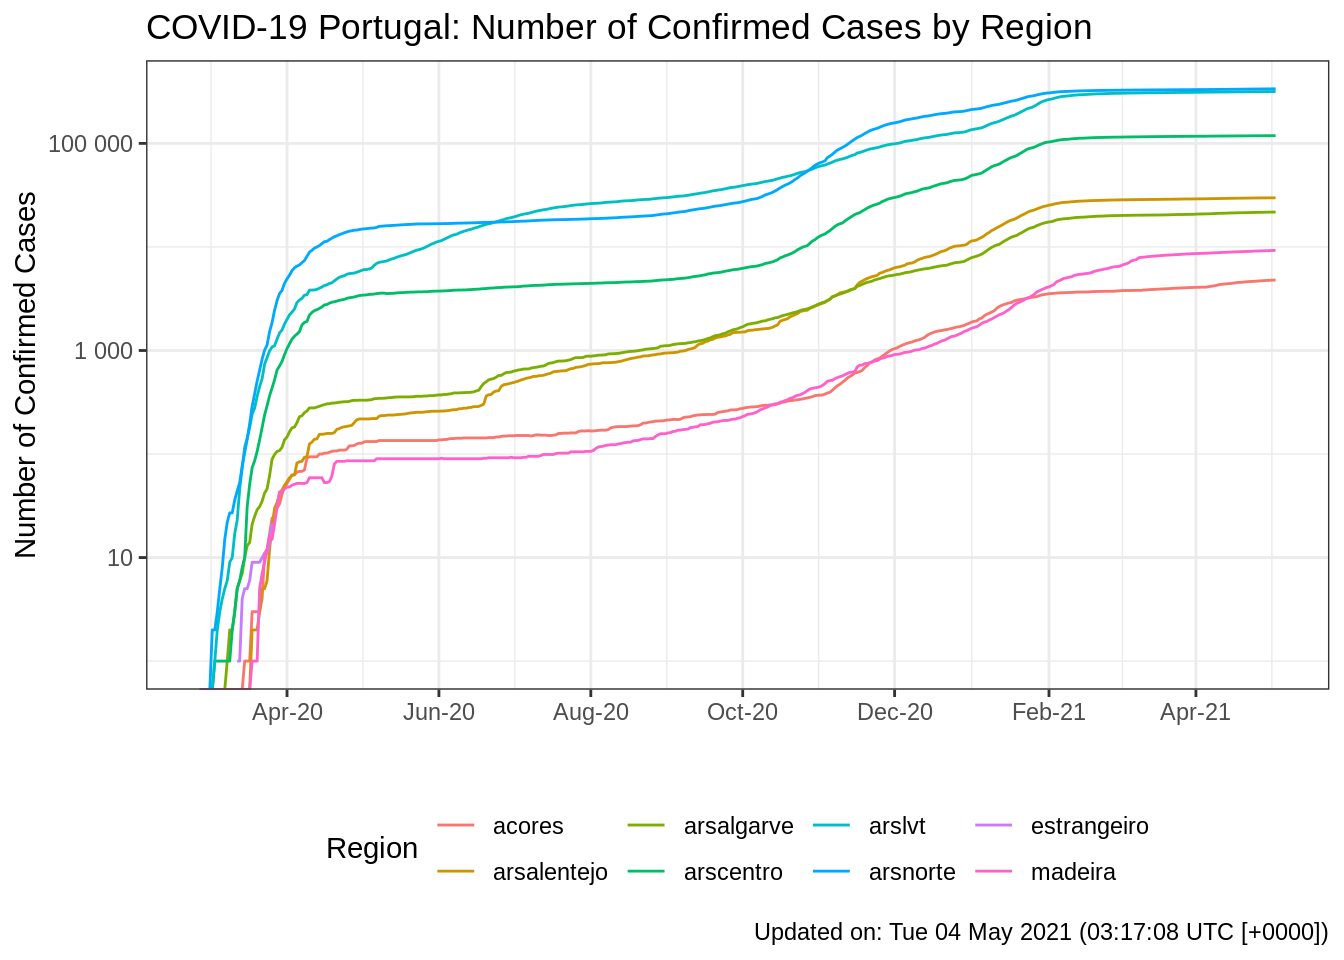 COVID-19 Portugal: Number of Confirmed Cases by Region
Number of Confirmed Cases
100 000
1 000
10
Apr-20 Jun-20 Aug-20 Oct-20 Dec-20 Feb-21 Apr-21
Region
acores arsalgarve arslvt estrangeiro
arsalentejo arscentro arsnorte madeira
Updated on: Tue 04 May 2021 (03:17:08 UTC [+0000])